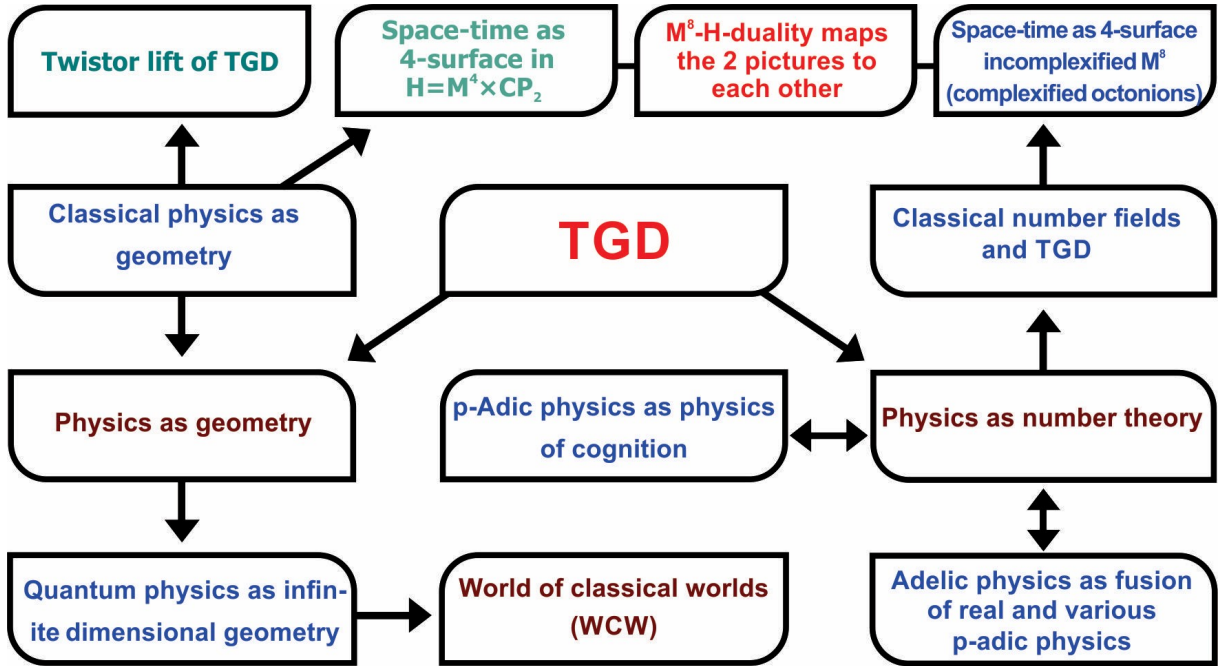 Twistor lift of TGD
Space-time as
4-surface in
H=M⁴×CP₂
M⁸-H-duality maps
the 2 pictures to
each other
Space-time as 4-surface
incomplexified M⁸
(complexified octonions)
Classical physics as
geometry
TGD
Classical number fields
and TGD
Physics as geometry
p-Adic physics as physics
of cognition
Physics as number theory
Quantum physics as infin-
ite dimensional geometry
World of classical worlds
(WCW)
Adelic physics as fusion
of real and various
p-adic physics